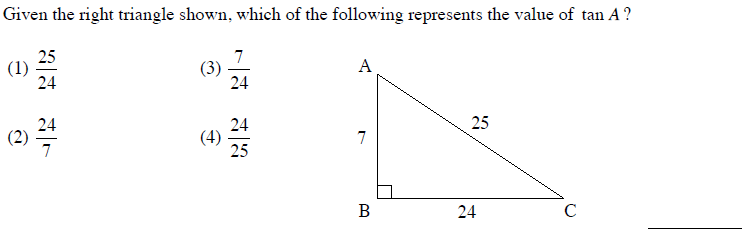 Given the right triangle shown, which of the following represents the value of tan A?
(1) 25/24
(3) 7/24
(2) 24/7
(4) 24/25
A
25
7
B
24
C